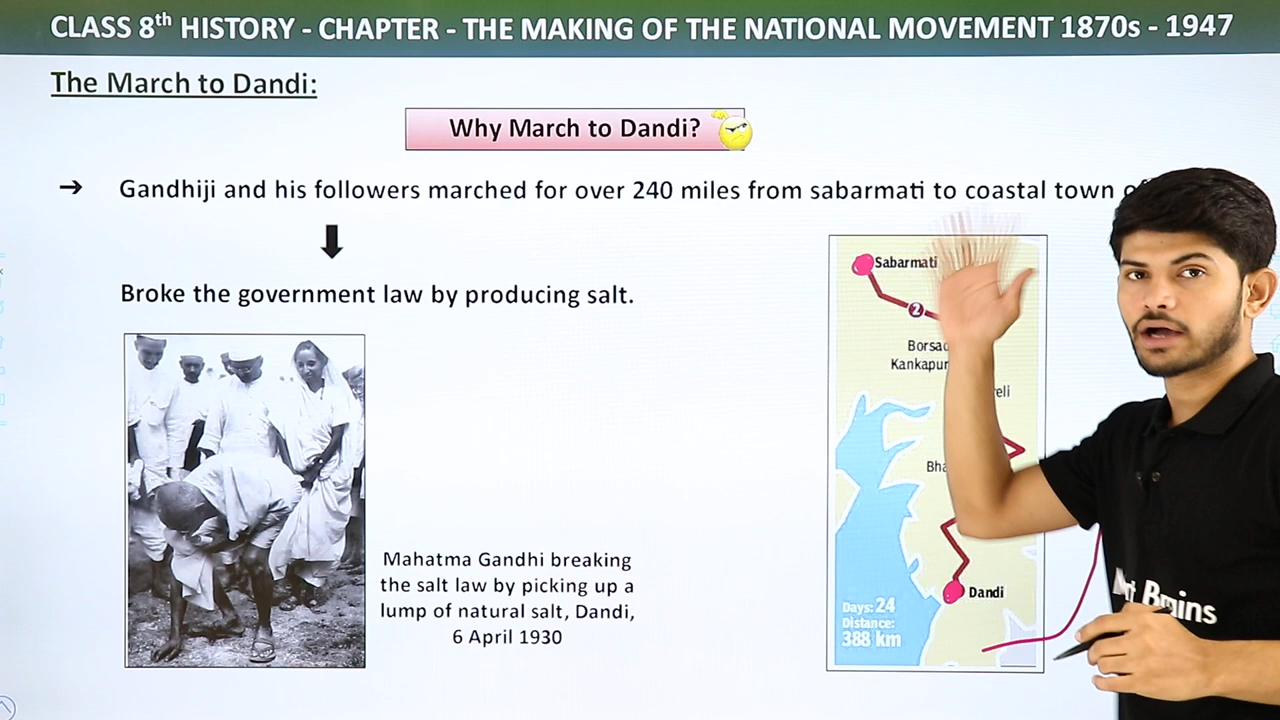 CLASS 8th HISTORY - CHAPTER - THE MAKING OF THE NATIONAL MOVEMENT 1870s - 1947
The March to Dandi:
Why March to Dandi?
➔ Gandhiji and his followers marched for over 240 miles from sabarmati to coastal town
Broke the government law by producing salt.
Mahatma Gandhi breaking
the salt law by picking up a
lump of natural salt, Dandi,
6 April 1930
Sabarmati
2
Kankapur
Dandi
Days: 24
Distance:
388 km
Brains